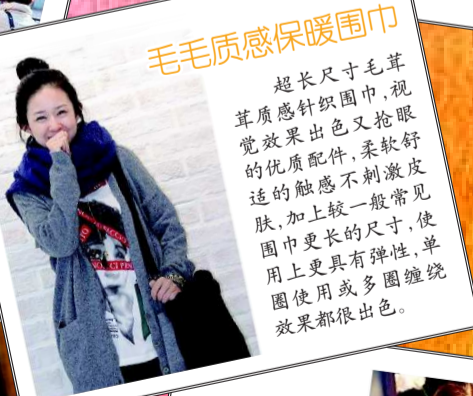 毛毛质感保暖围巾
超长尺寸毛茸
茸质感针织围巾,视
觉效果出色又抢眼
的优质配件,柔软舒
适的触感不刺激皮
肤,加上较一般常见
围巾更长的尺寸,使
用上更具有弹性,单
圈使用或多圈缠绕
效果都很出色。